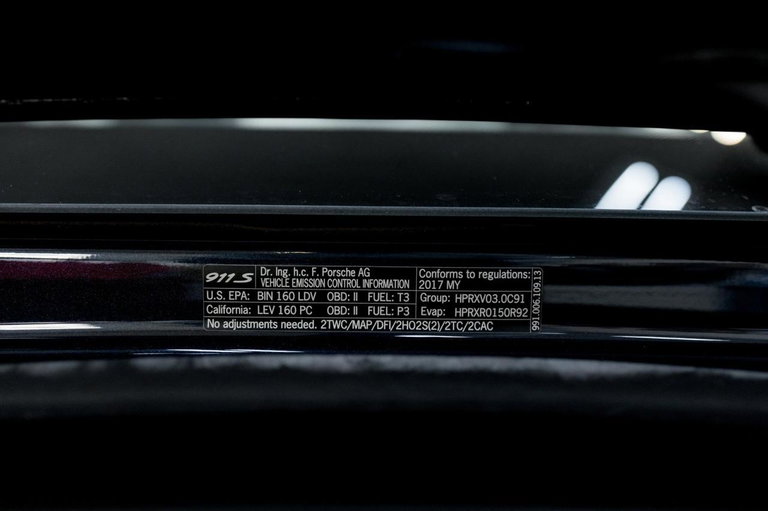 911 S Dr. Ing. h.c. F. Porsche AG
VEHICLE EMISSION CONTROL INFORMATION
Conforms to regulations:
2017 MY
U.S. EPA: BIN 160 LDV OBD: II FUEL: T3
California: LEV 160 PC OBD: II FUEL: P3
Group: HPRXV03.0C91
Evap: HPRXR0150R92
No adjustments needed. 2TWC/MAP/DFI/2HO2S(2)/2TC/2CAC
991.006.109.13